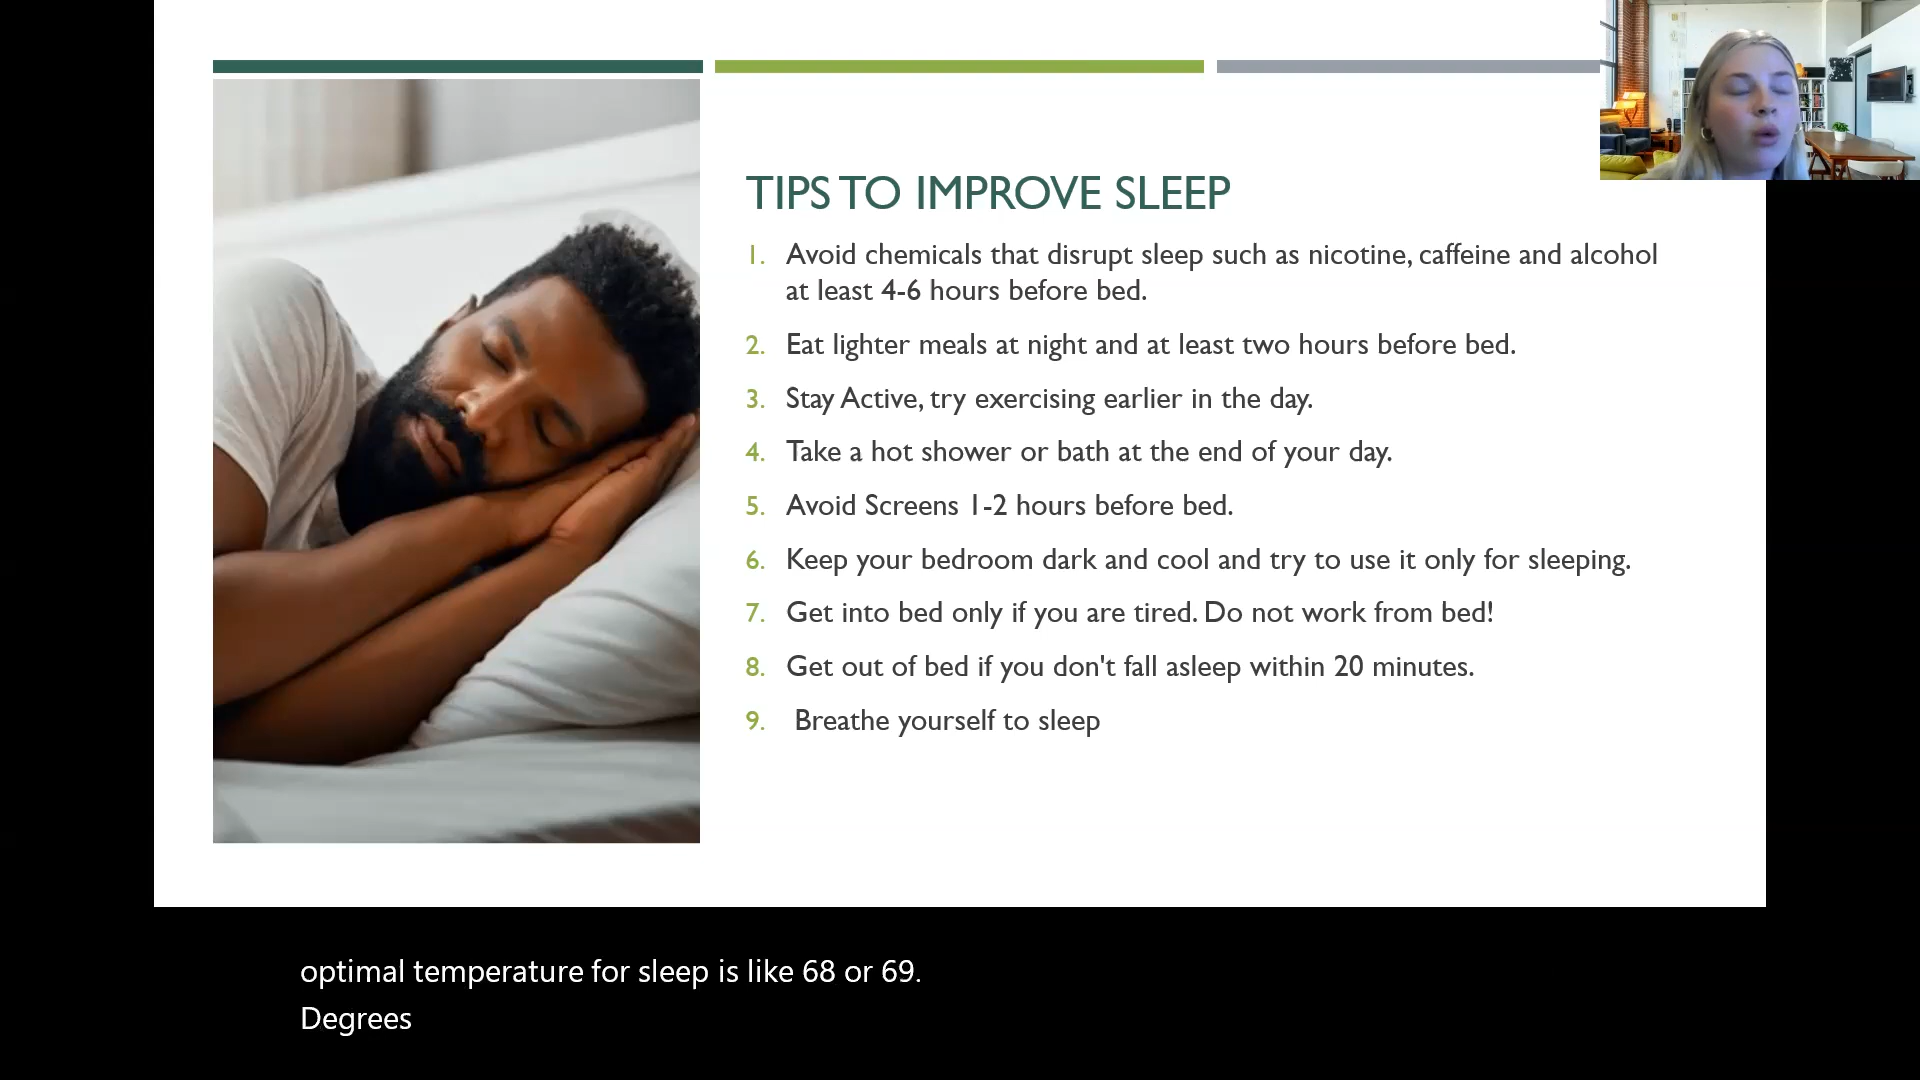 TIPS TO IMPROVE SLEEP
1. Avoid chemicals that disrupt sleep such as nicotine, caffeine and alcohol
at least 4-6 hours before bed.
2. Eat lighter meals at night and at least two hours before bed.
3. Stay Active, try exercising earlier in the day.
4. Take a hot shower or bath at the end of your day.
5. Avoid Screens 1-2 hours before bed.
6. Keep your bedroom dark and cool and try to use it only for sleeping.
7. Get into bed only if you are tired. Do not work from bed!
8. Get out of bed if you don't fall asleep within 20 minutes.
9. Breathe yourself to sleep
optimal temperature for sleep is like 68 or 69.
Degrees